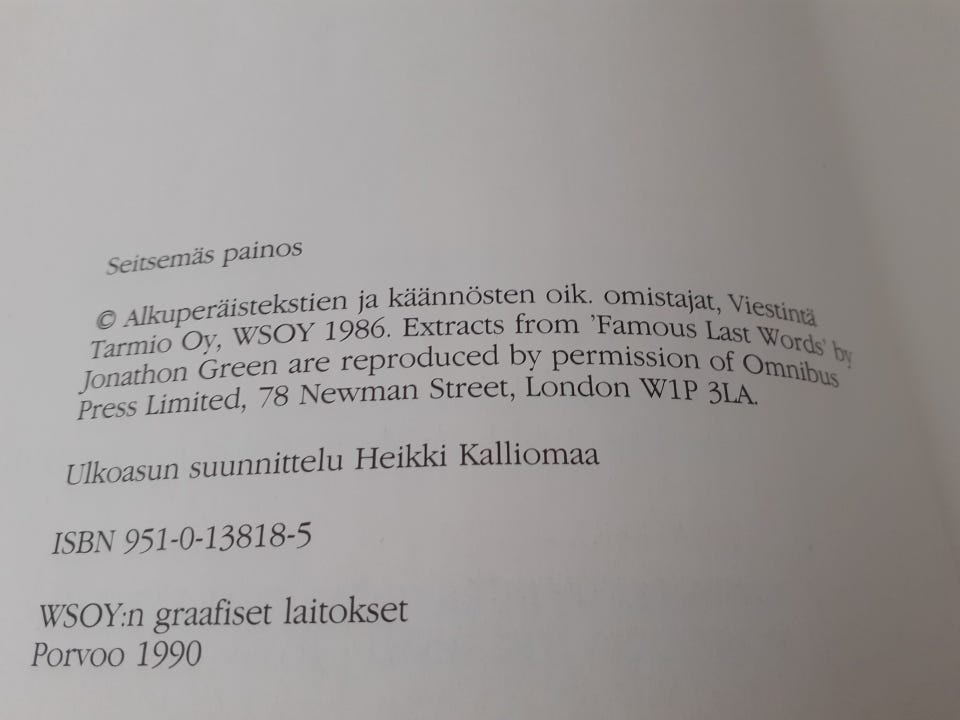 Seitsemäs painos
© Alkuperäistekstien ja käännösten oik. omistajat, Viestintä
Tarmio Oy, WSOY 1986. Extracts from 'Famous Last Words' by
Jonathon Green are reproduced by permission of Omnibus
Press Limited, 78 Newman Street, London W1P 3LA.
Ulkoasun suunnittelu Heikki Kalliomaa
ISBN 951-0-13818-5
WSOY:n graafiset laitokset
Porvoo 1990